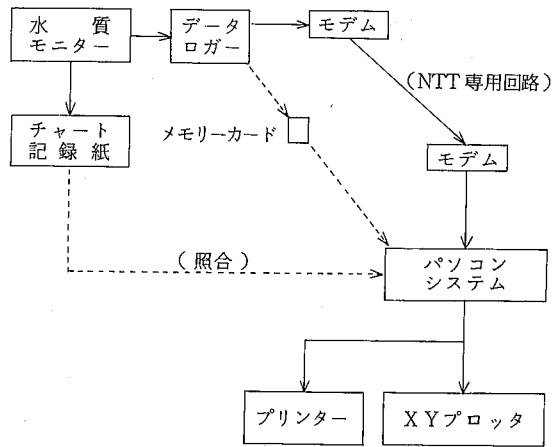 水質
モニター
データ
ロガー
モデム
(NTT専用回路)
チャート
記録紙
メモリーカード
モデム
(照合)
パソコン
システム
プリンター
XYプロッタ